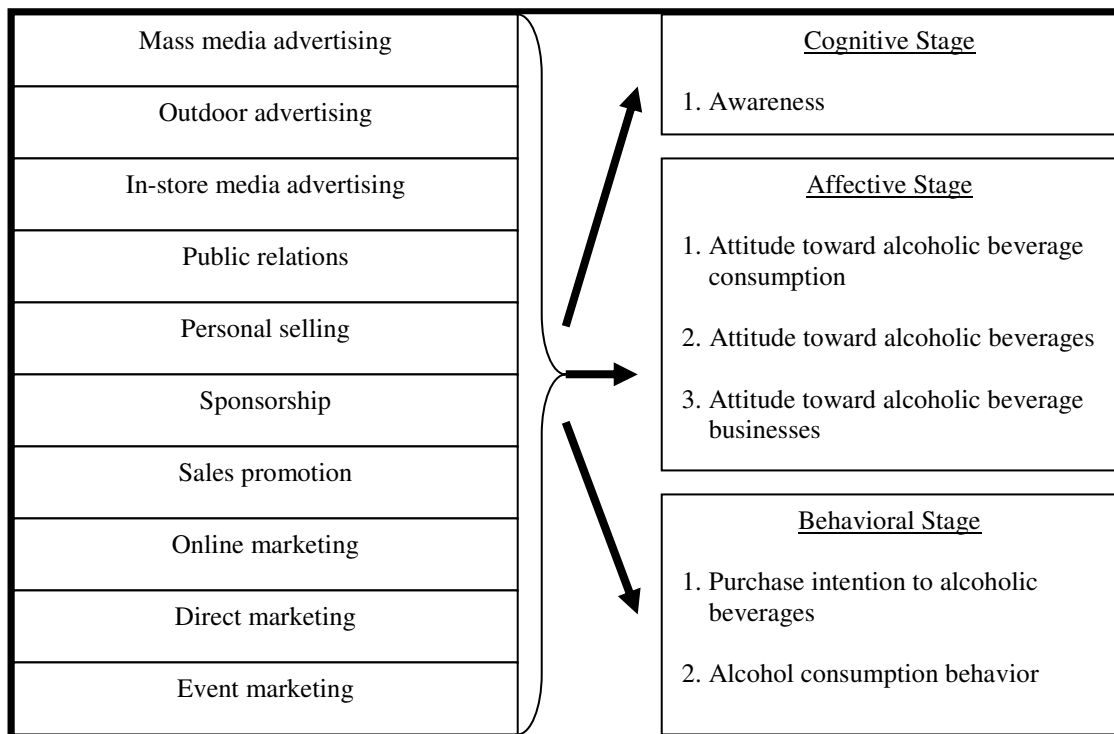 Mass media advertising
Outdoor advertising
In-store media advertising
Public relations
Personal selling
Sponsorship
Sales promotion
Online marketing
Direct marketing
Event marketing
Cognitive Stage
1. Awareness
Affective Stage
1. Attitude toward alcoholic beverage
consumption
2. Attitude toward alcoholic beverages
3. Attitude toward alcoholic beverage
businesses
Behavioral Stage
1. Purchase intention to alcoholic
beverages
2. Alcohol consumption behavior